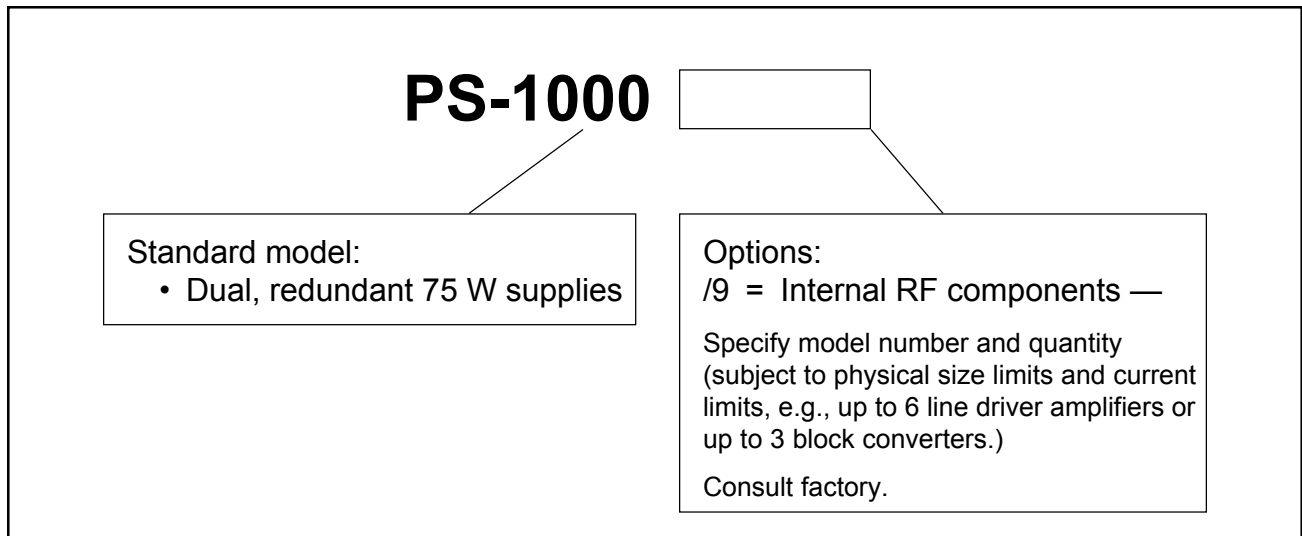 PS-1000
Standard model:
• Dual, redundant 75 W supplies
Options:
/9 = Internal RF components —
Specify model number and quantity
(subject to physical size limits and current
limits, e.g., up to 6 line driver amplifiers or
up to 3 block converters.)
Consult factory.